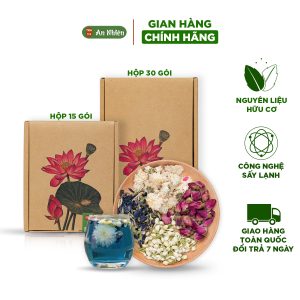 An Nhiên
GIAN HÀNG
CHÍNH HÃNG
HỘP 30 GÓI
HỘP 15 GÓI
NGUYÊN LIỆU
HỮU CƠ
CÔNG NGHỆ
SẤY LẠNH
GIAO HÀNG
TOÀN QUỐC
ĐỔI TRẢ 7 NGÀY